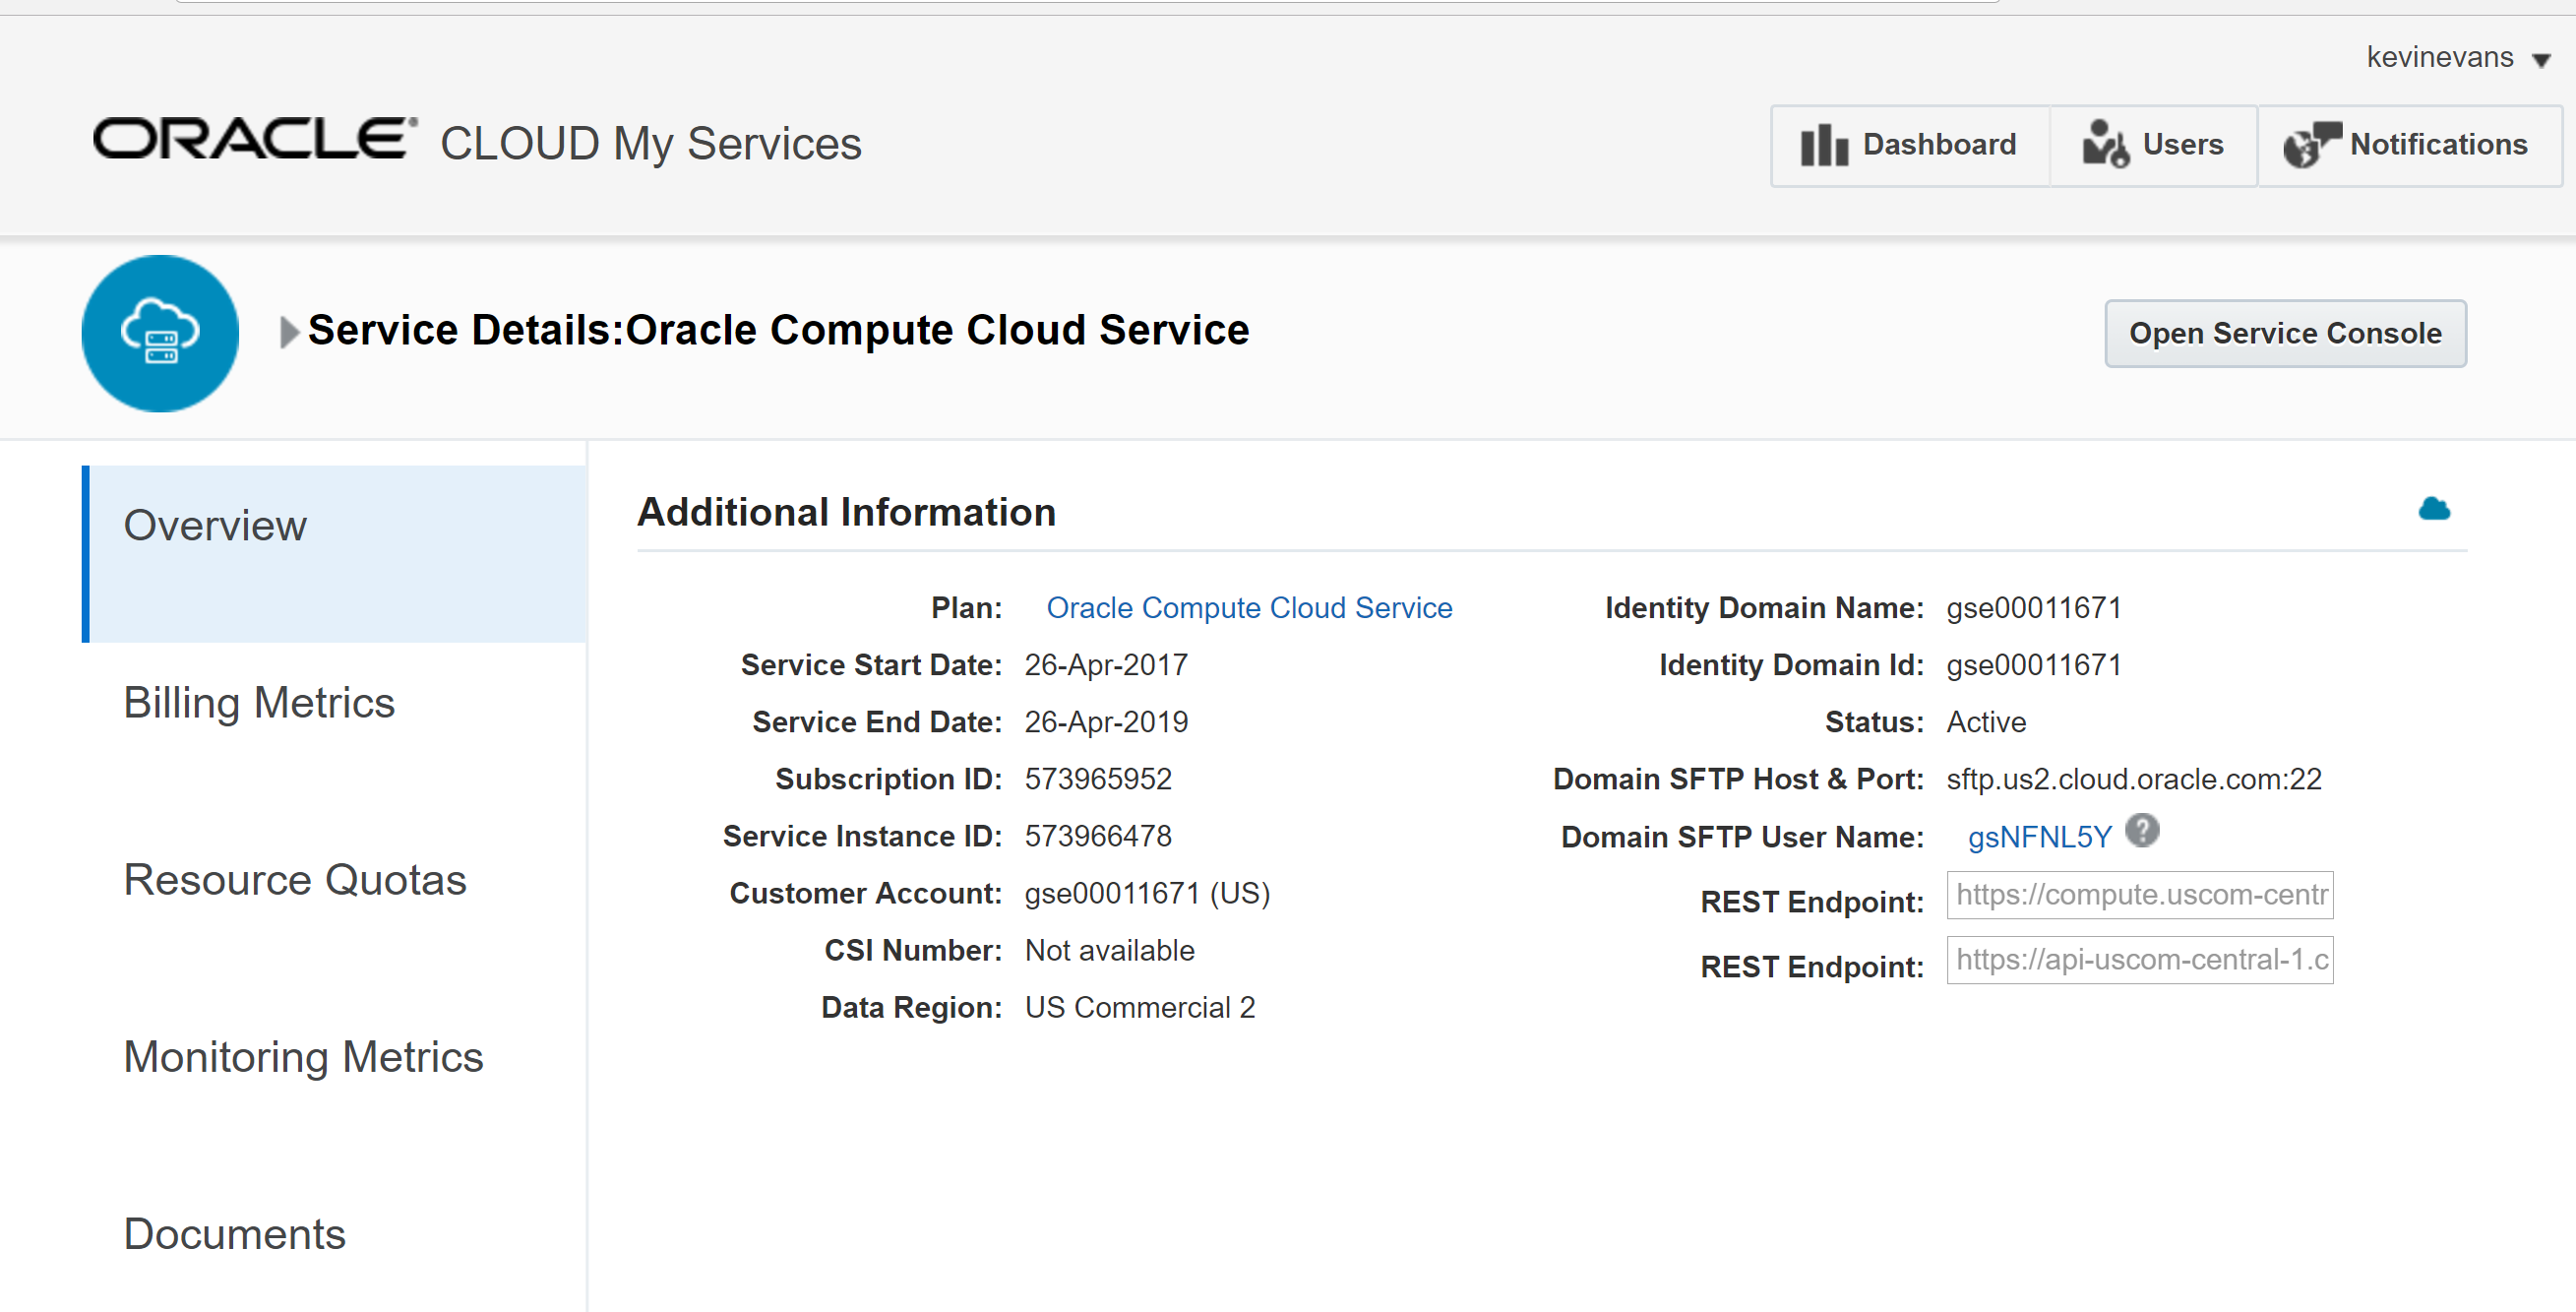 kevinevans
ORACLE CLOUD My Services
Dashboard Users Notifications
Service Details:Oracle Compute Cloud Service
Open Service Console
Overview
Billing Metrics
Resource Quotas
Monitoring Metrics
Documents
Additional Information
Plan: Oracle Compute Cloud Service
Service Start Date: 26-Apr-2017
Service End Date: 26-Apr-2019
Subscription ID: 573965952
Service Instance ID: 573966478
Customer Account: gse00011671 (US)
CSI Number: Not available
Data Region: US Commercial 2
Identity Domain Name: gse00011671
Identity Domain Id: gse00011671
Status: Active
Domain SFTP Host & Port: sftp.us2.cloud.oracle.com:22
Domain SFTP User Name: gsNFNL5Y ?
REST Endpoint: https://compute.uscom-centr
REST Endpoint: https://api-uscom-central-1.c